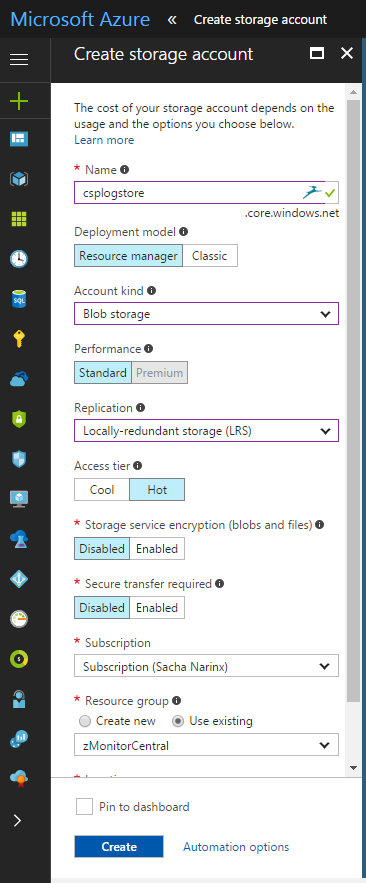 Microsoft Azure « Create storage account
Create storage account
The cost of your storage account depends on the
usage and the options you choose below.
Learn more
* Name
csplogstore
.core.windows.net
Deployment model
Resource manager Classic
Account kind
Blob storage
Performance
Standard Premium
Replication
Locally-redundant storage (LRS)
Access tier
Cool Hot
* Storage service encryption (blobs and files)
Disabled Enabled
* Secure transfer required
Disabled Enabled
* Subscription
Subscription (Sacha Narinx)
* Resource group
Create new Use existing
zMonitorCentral
Pin to dashboard
Create Automation options